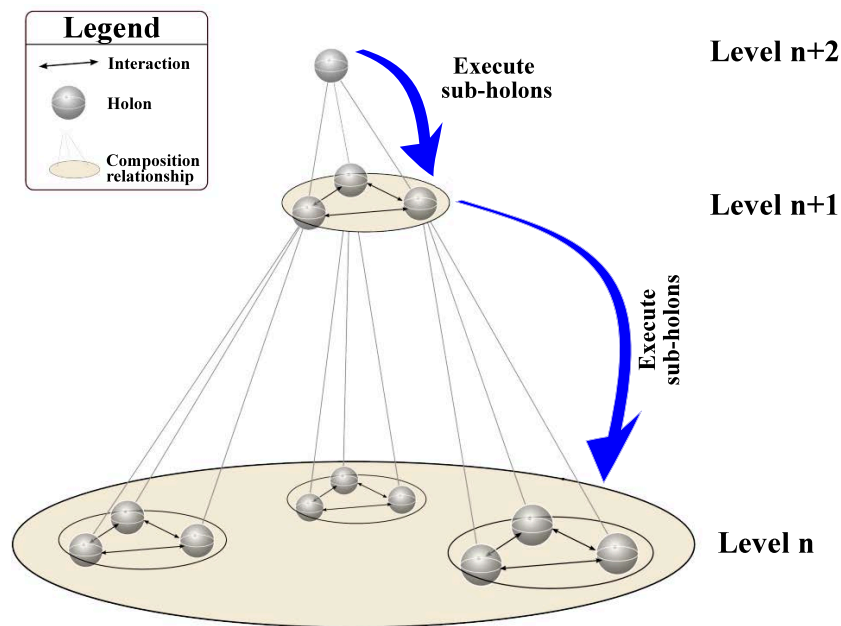 Legend
Interaction
Holon
Composition
relationship
Execute
sub-holons
Level n+2
Level n+1
Execute
sub-holons
Level n